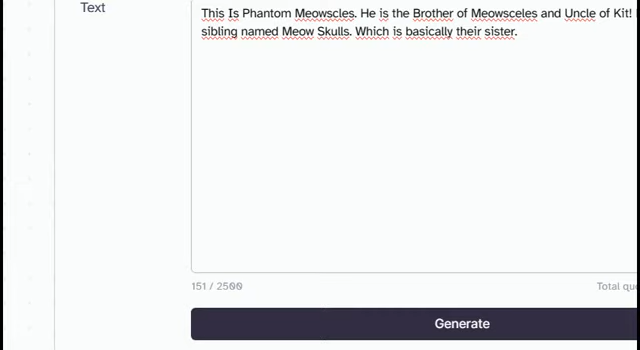 Text
This Is Phantom Meowscles. He is the Brother of Meowsceles and Uncle of Kit!
sibling named Meow Skulls. Which is basically their sister.
151 / 2500
Total
Generate